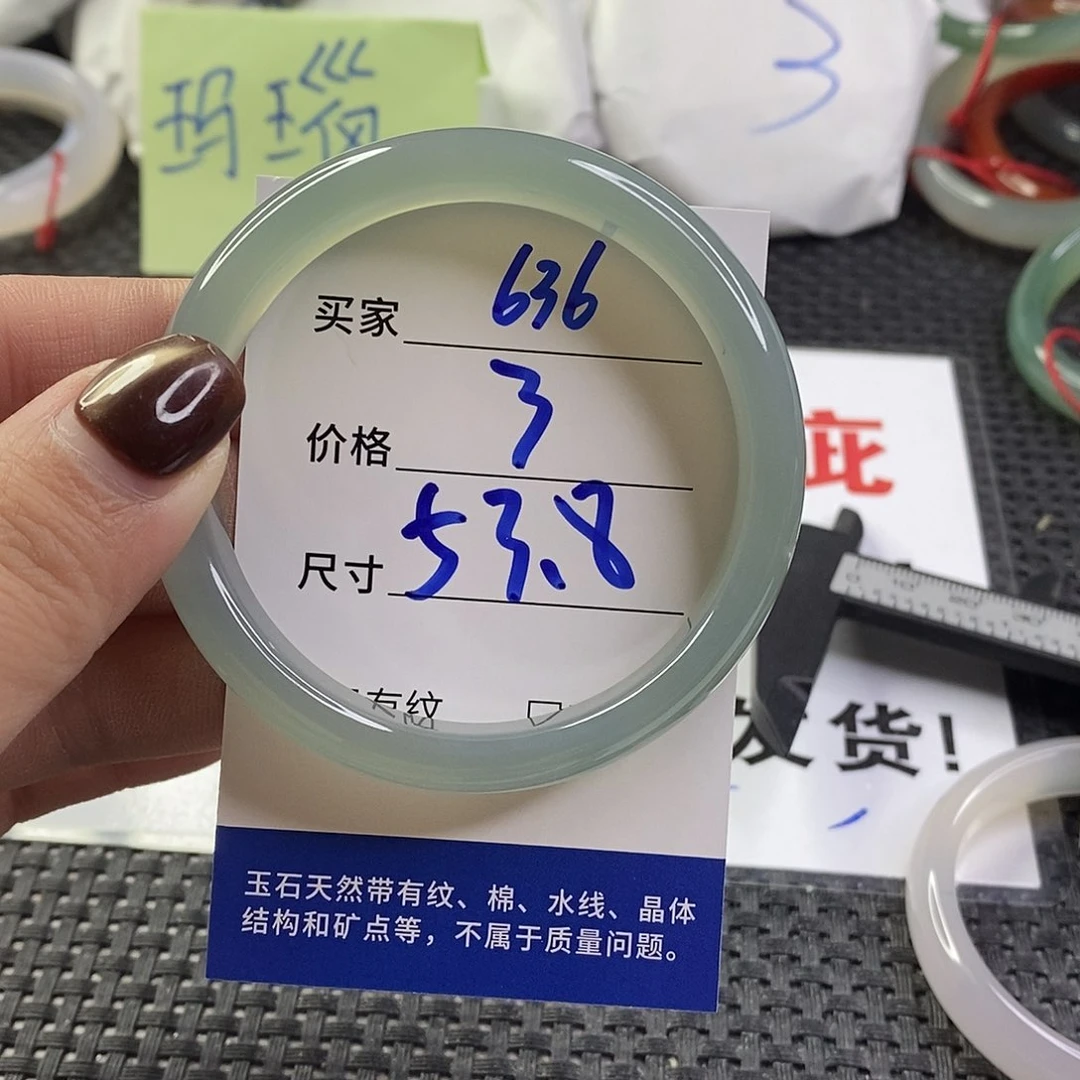 玛瑙
3
买家 636
价格 3
尺寸 53.8
有纹
疵
发货!
玉石天然带有纹、棉、水线、晶体
结构和矿点等，不属于质量问题。